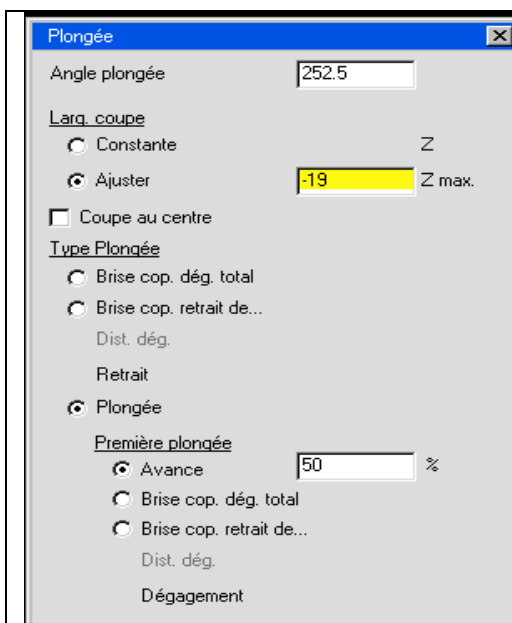 Plongée
Angle plongée 252.5
Larg. coupe
Constante Z
Ajuster -19 Z max.
Coupe au centre
Type Plongée
Brise cop. dég. total
Brise cop. retrait de...
Dist. dég.
Retrait
Plongée
Première plongée
Avance 50 %
Brise cop. dég. total
Brise cop. retrait de...
Dist. dég.
Dégagement